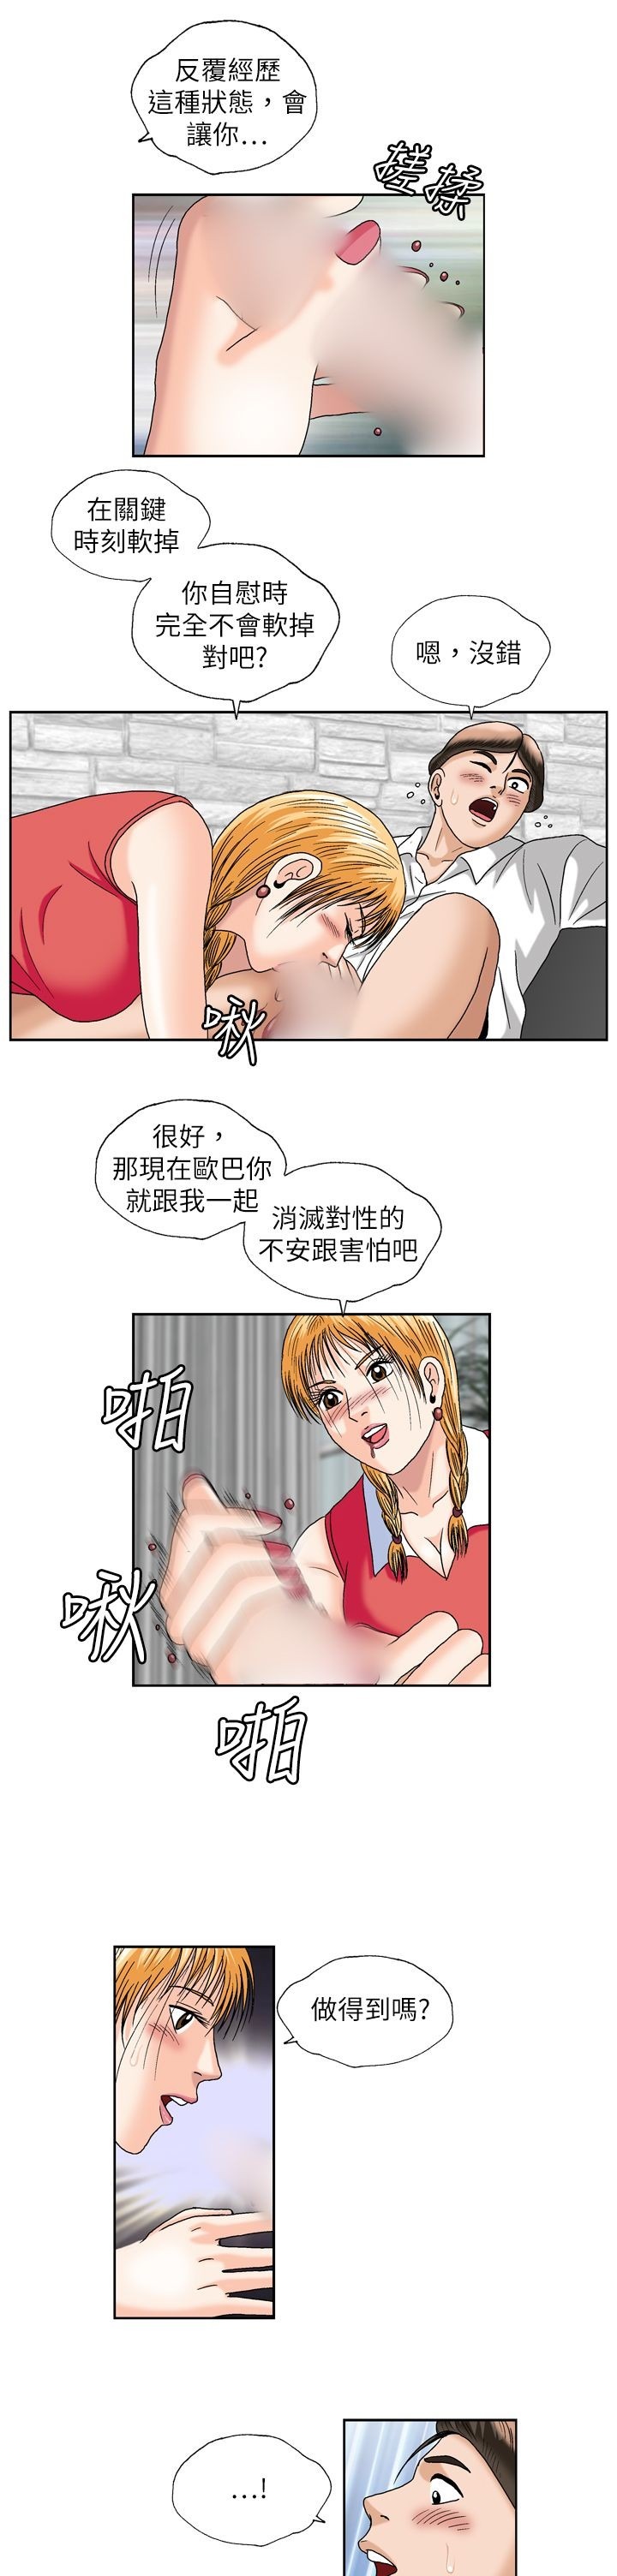 反覆經歷
這種狀態，會
讓你...
搓揉
在關鍵
時刻軟掉
你自慰時
完全不會軟掉
對吧?
嗯，沒錯
啾
很好，
那現在歐巴你
就跟我一起
消滅對性的
不安跟害怕吧
啪
啾
啪
做得到嗎?
...!